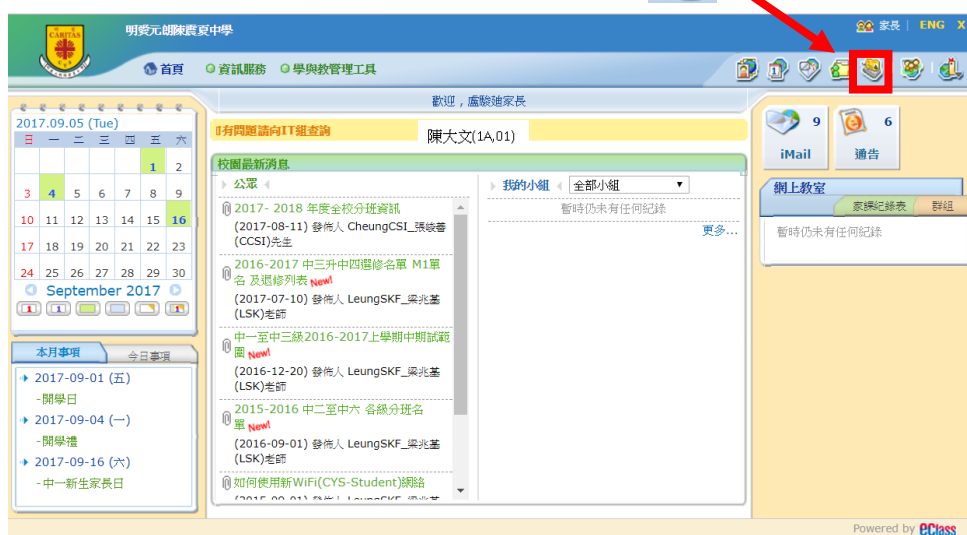 CARITAS
明愛元朗陳震夏中學
家長 | ENG X
首頁
資訊服務
學與教管理工具
歡迎 , 盧駿廸家長
2017.09.05 (Tue)
日 一 二 三 四 五 六
1 2
3 4 5 6 7 8 9
10 11 12 13 14 15 16
17 18 19 20 21 22 23
24 25 26 27 28 29 30
September 2017
1 1 1
本月事項
今日事項
2017-09-01 (五)
-開學日
2017-09-04 (一)
-開學禮
2017-09-16 (六)
-中一新生家長日
有問題請向IT組查詢
陳大文(1A,01)
校園最新消息
公眾
2017- 2018 年度全校分班資訊
(2017-08-11) 發佈人 CheungCSI_張峻善
(CCSI)先生
2016-2017 中三升中四選修名單 M1單
名 及退修列表 New!
(2017-07-10) 發佈人 LeungSKF_梁兆基
(LSK)老師
中一至中三級2016-2017上學期中期試範
圍 New!
(2016-12-20) 發佈人 LeungSKF_梁兆基
(LSK)老師
2015-2016 中二至中六 各級分班名
單 New!
(2016-09-01) 發佈人 LeungSKF_梁兆基
(LSK)老師
如何使用新WiFi(CYS-Student)網絡
我的小組
全部小組
暫時仍未有任何紀錄
更多...
9
iMail
6
通告
網上教室
家課紀錄表
群組
暫時仍未有任何紀錄
Powered by eClass